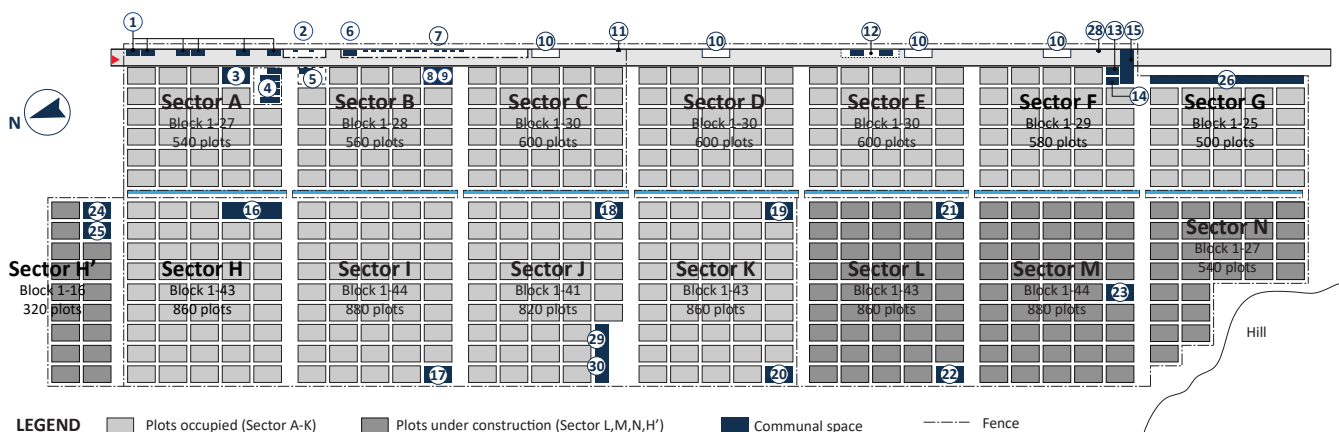 1 2 6 7 10 11 10 12 10 10 28 13 15
3 4 5 8 9 14 26
N
Sector A
Block 1-27
540 plots
Sector B
Block 1-28
560 plots
Sector C
Block 1-30
600 plots
Sector D
Block 1-30
600 plots
Sector E
Block 1-30
600 plots
Sector F
Block 1-29
580 plots
Sector G
Block 1-25
500 plots
24 16 18 19 21
25
Sector H'
Block 1-16
320 plots
Sector H
Block 1-43
860 plots
Sector I
Block 1-44
880 plots
Sector J
Block 1-41
820 plots
Sector K
Block 1-43
860 plots
Sector L
Block 1-43
860 plots
Sector M
Block 1-44
880 plots
Sector N
Block 1-27
540 plots
23
29
Hill
17 30 20 22
LEGEND
Plots occupied (Sector A-K)
Plots under construction (Sector L,M,N,H')
Communal space
Fence